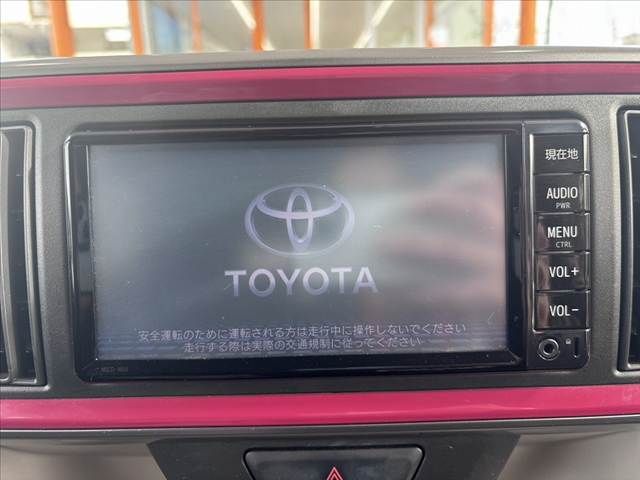 現在地
AUDIO
PWR
MENU
CTRL
VOL+
VOL-
TOYOTA
安全運転のために運転される方は走行中に操作しないでください
走行する際は実際の交通規制に従ってください